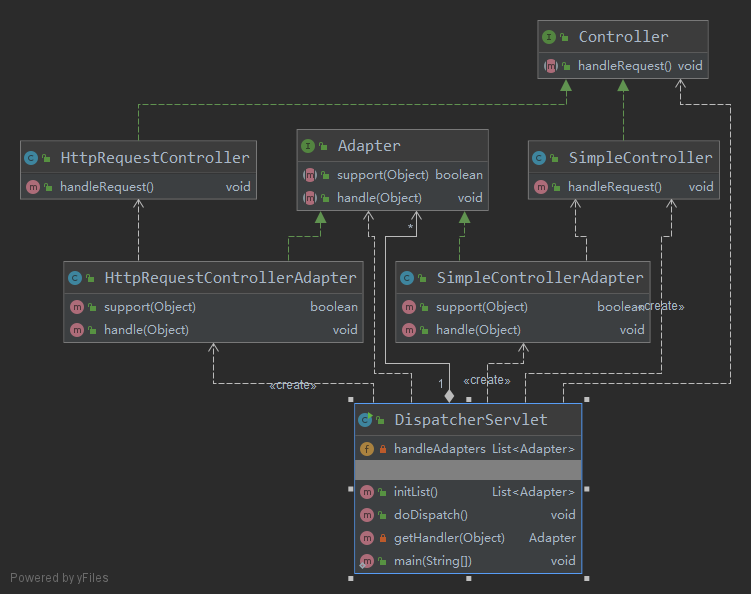 Controller
handleRequest() void
HttpRequestController
handleRequest() void
Adapter
support(Object) boolean
handle(Object) void
SimpleController
handleRequest() void
*
HttpRequestControllerAdapter
support(Object) boolean
handle(Object) void
SimpleControllerAdapter
support(Object) boolean
handle(Object) void
«create»
«create»
1
«create»
DispatcherServlet
handleAdapters List<Adapter>
initList() List<Adapter>
doDispatch() void
getHandler(Object) Adapter
main(String[]) void
Powered by yFiles